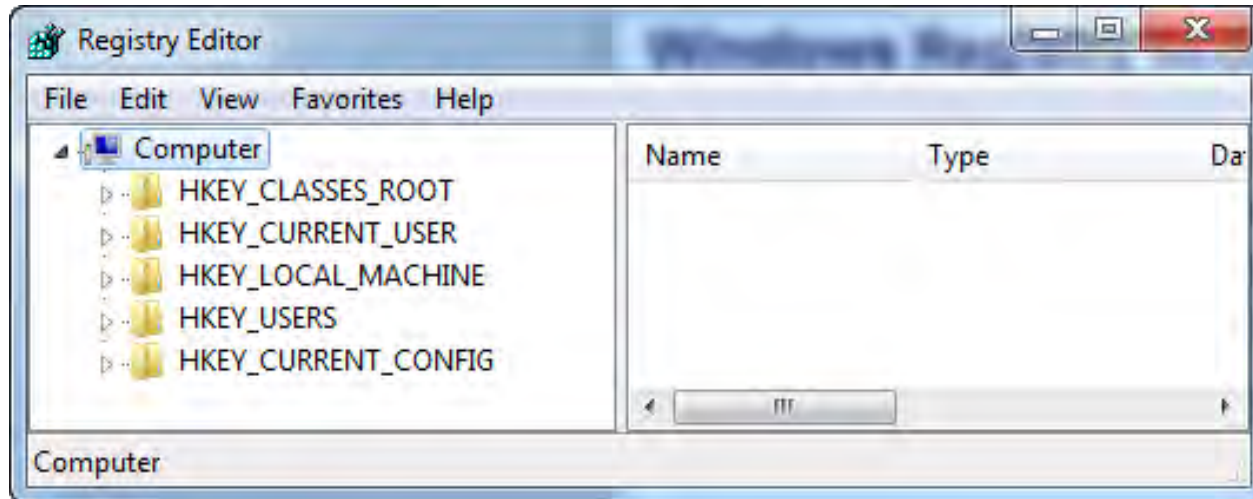 Registry Editor
File Edit View Favorites Help
Computer
HKEY_CLASSES_ROOT
HKEY_CURRENT_USER
HKEY_LOCAL_MACHINE
HKEY_USERS
HKEY_CURRENT_CONFIG
Name Type
Computer